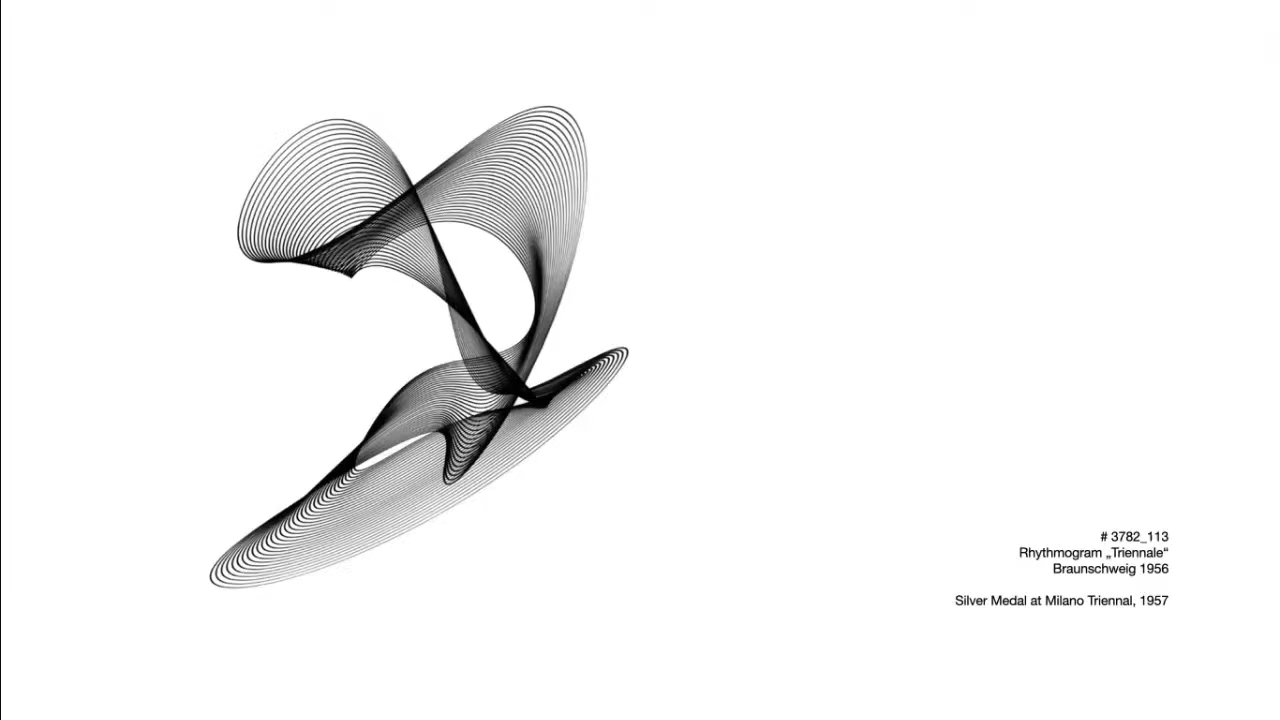 # 3782_113
Rhythmogram „Triennale“
Braunschweig 1956
Silver Medal at Milano Triennal, 1957